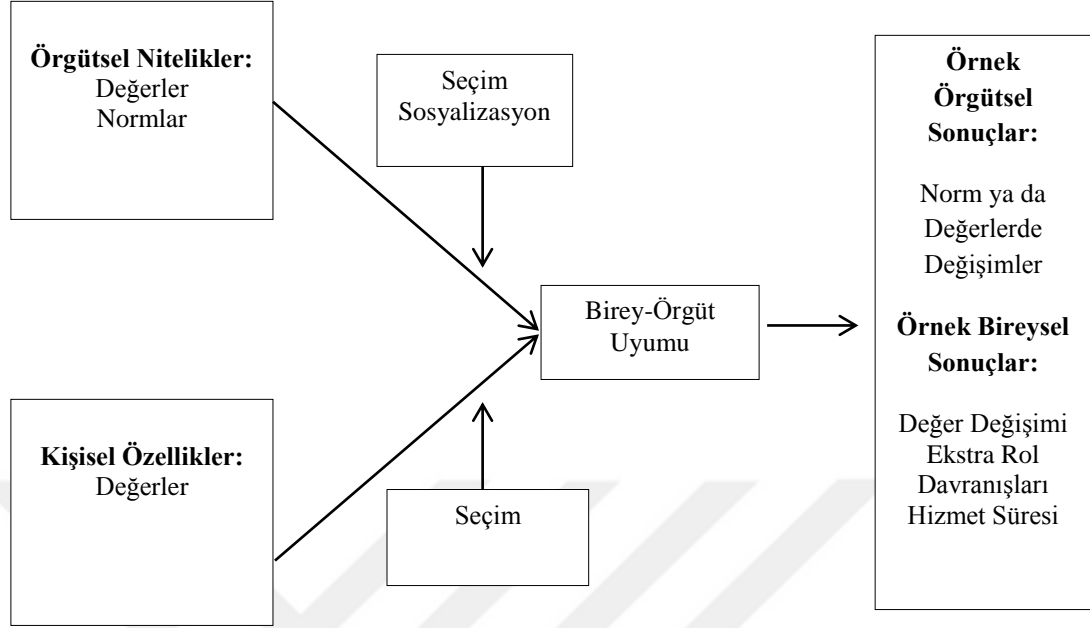 Örgütsel Nitelikler:
Değerler
Normlar
Seçim
Sosyalizasyon
Birey-Örgüt
Uyumu
Kişisel Özellikler:
Değerler
Seçim
Örnek
Örgütsel
Sonuçlar:
Norm ya da
Değerlerde
Değişimler
Örnek Bireysel
Sonuçlar:
Değer Değişimi
Ekstra Rol
Davranışları
Hizmet Süresi